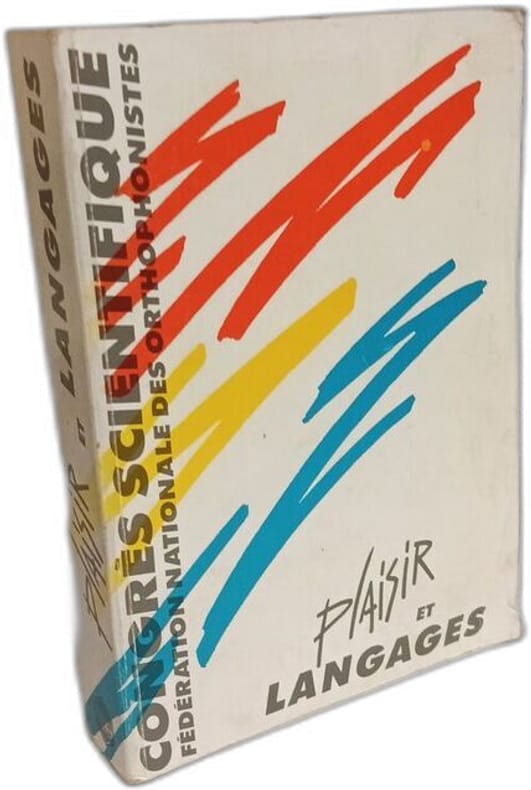 PLAISIR ET LANGAGES
CONGRÈS SCIENTIFIQUE
FÉDÉRATION NATIONALE DES ORTHOPHONISTES
PLAISIR
ET
LANGAGES